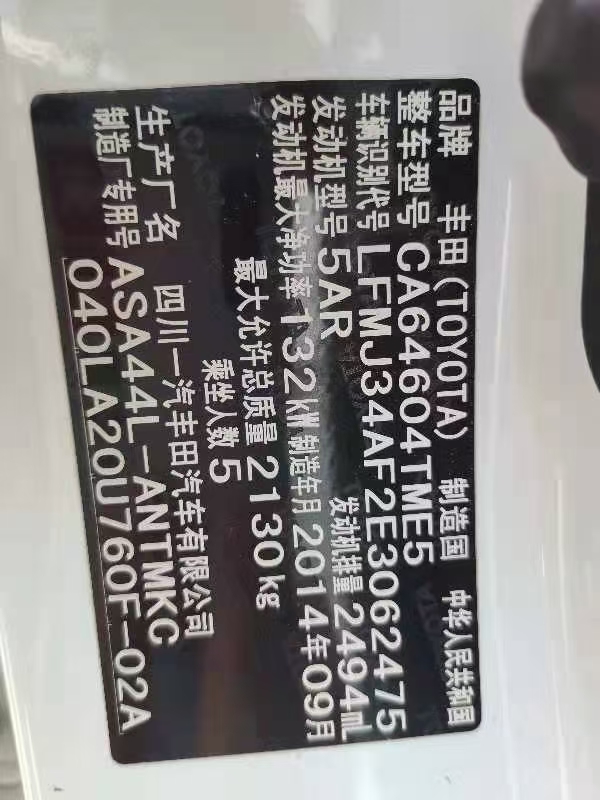 品牌 丰田(TOYOTA) 制造国 中华人民共和国
整车型号 CA64604TME5
车辆识别代号 LFMJ34AF2E3062475
发动机型号 5AR 发动机排量 2494mL
发动机最大净功率 132kW 制造年月 2014年09月
最大允许总质量 2130kg
乘坐人数 5
生产厂名 四川一汽丰田汽车有限公司
制造厂专用号 ASA44L-ANTMKC
040LA20U760F-02A